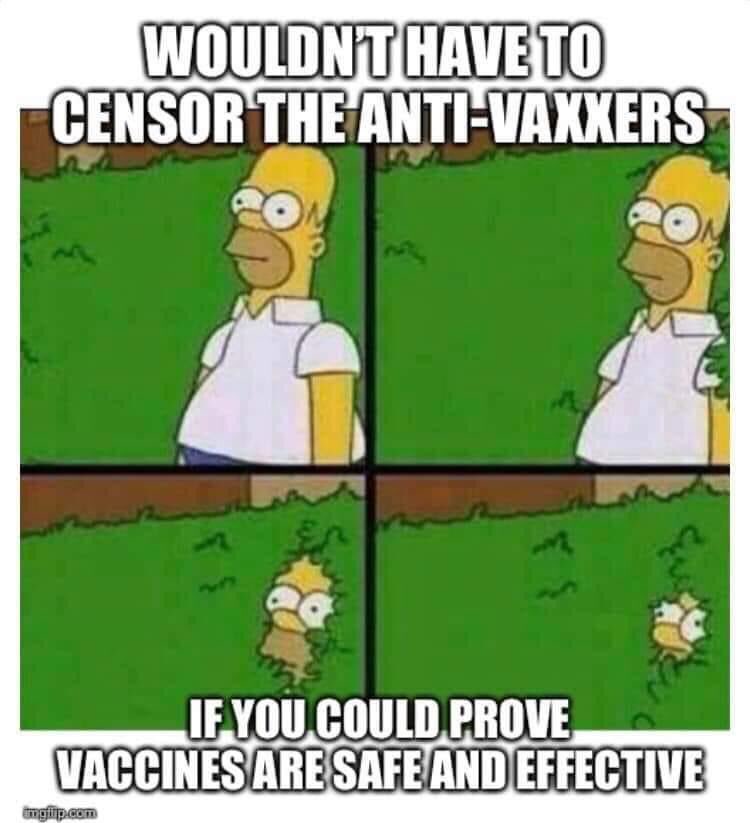 WOULDN'T HAVE TO
CENSOR THE ANTI-VAXXERS
IF YOU COULD PROVE
VACCINES ARE SAFE AND EFFECTIVE
imgflip.com